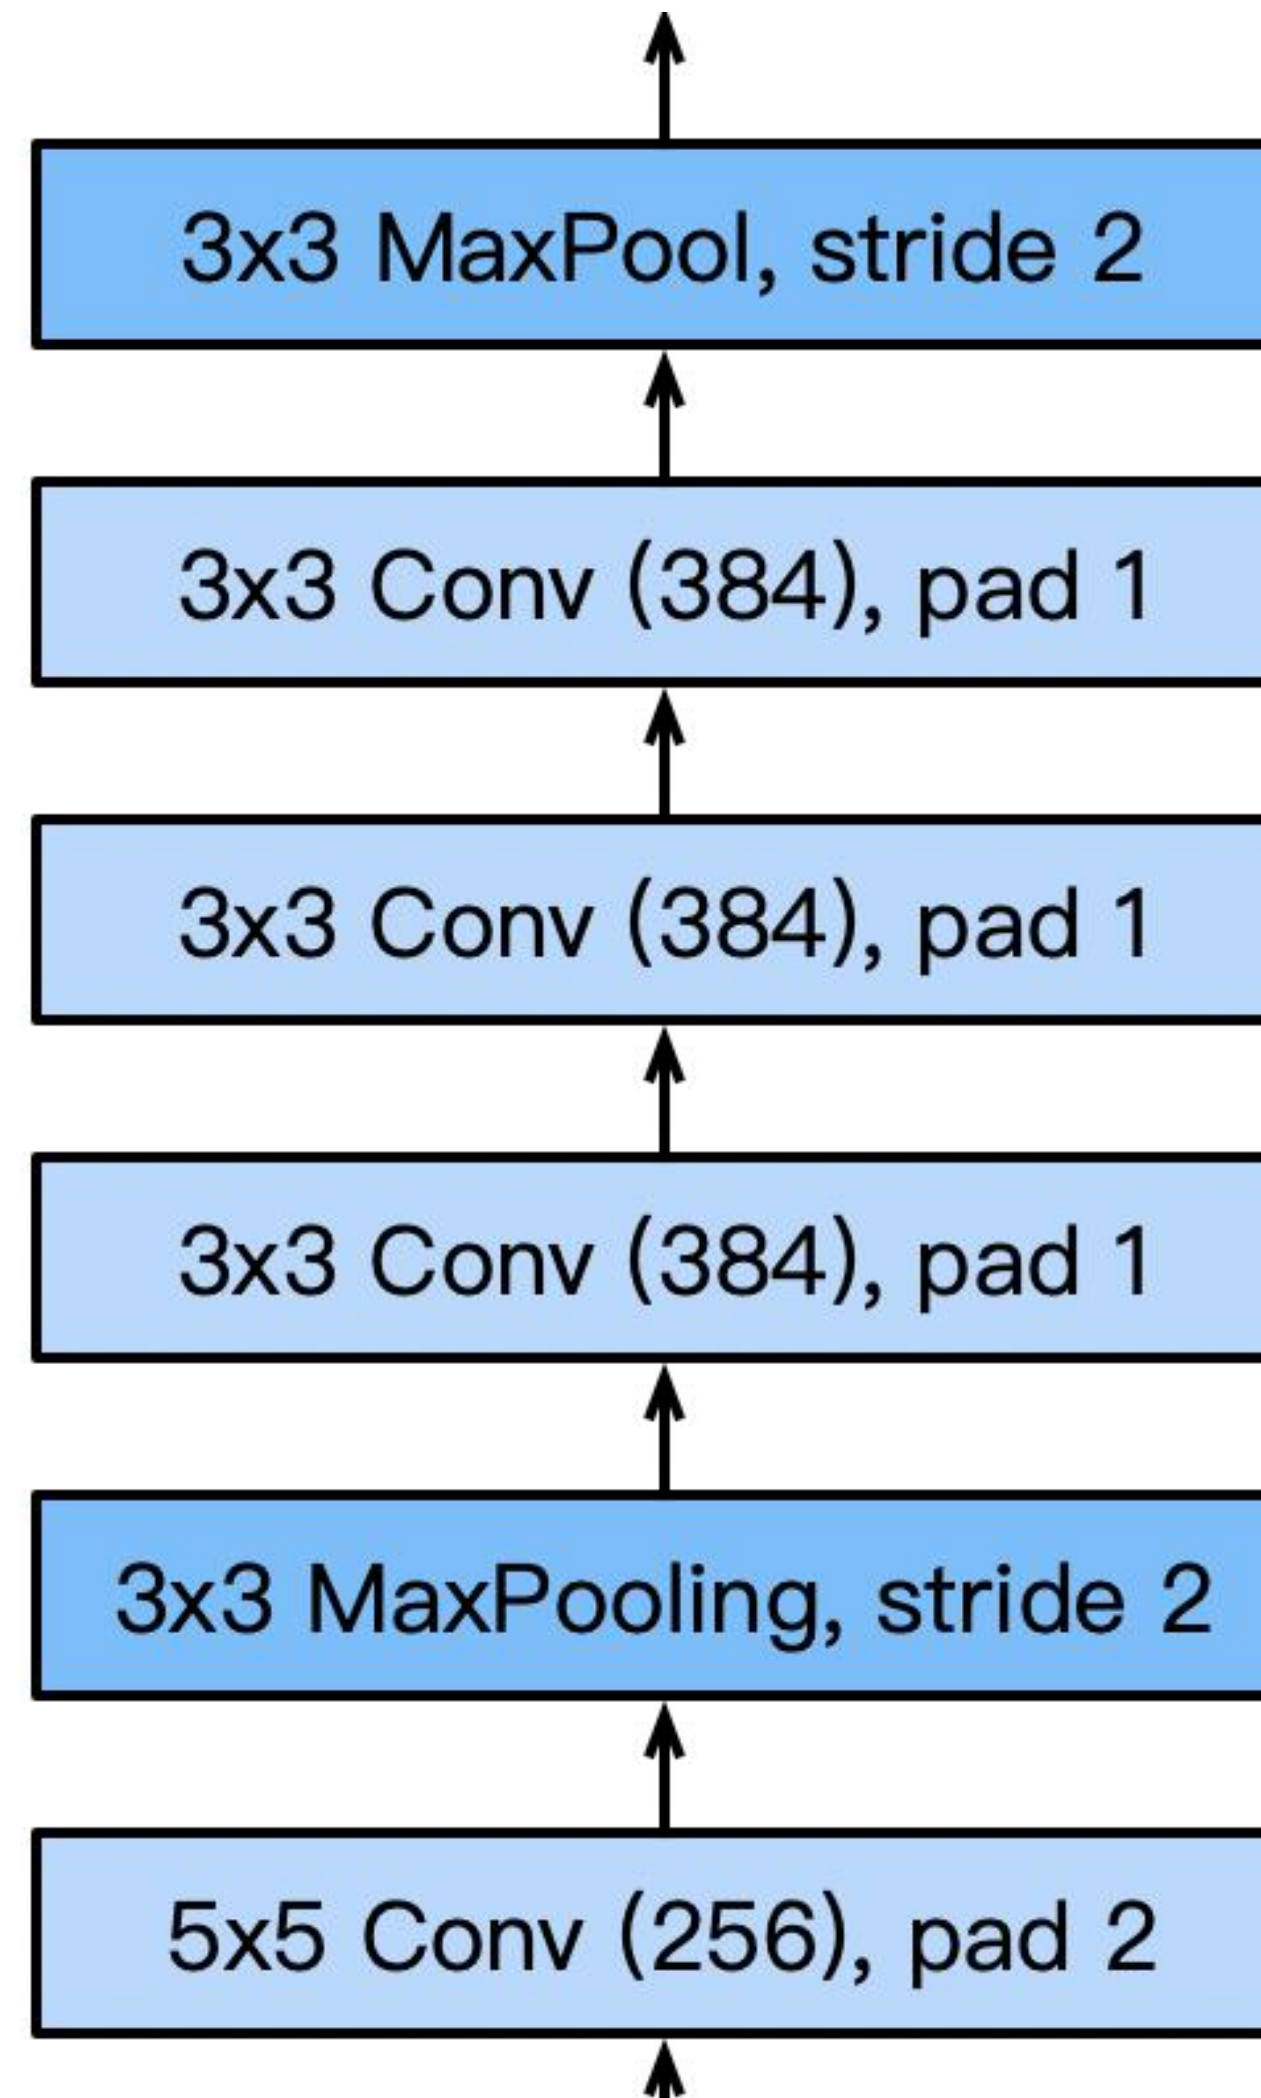 3x3 MaxPool, stride 2
3x3 Conv (384), pad 1
3x3 Conv (384), pad 1
3x3 Conv (384), pad 1
3x3 MaxPooling, stride 2
5x5 Conv (256), pad 2